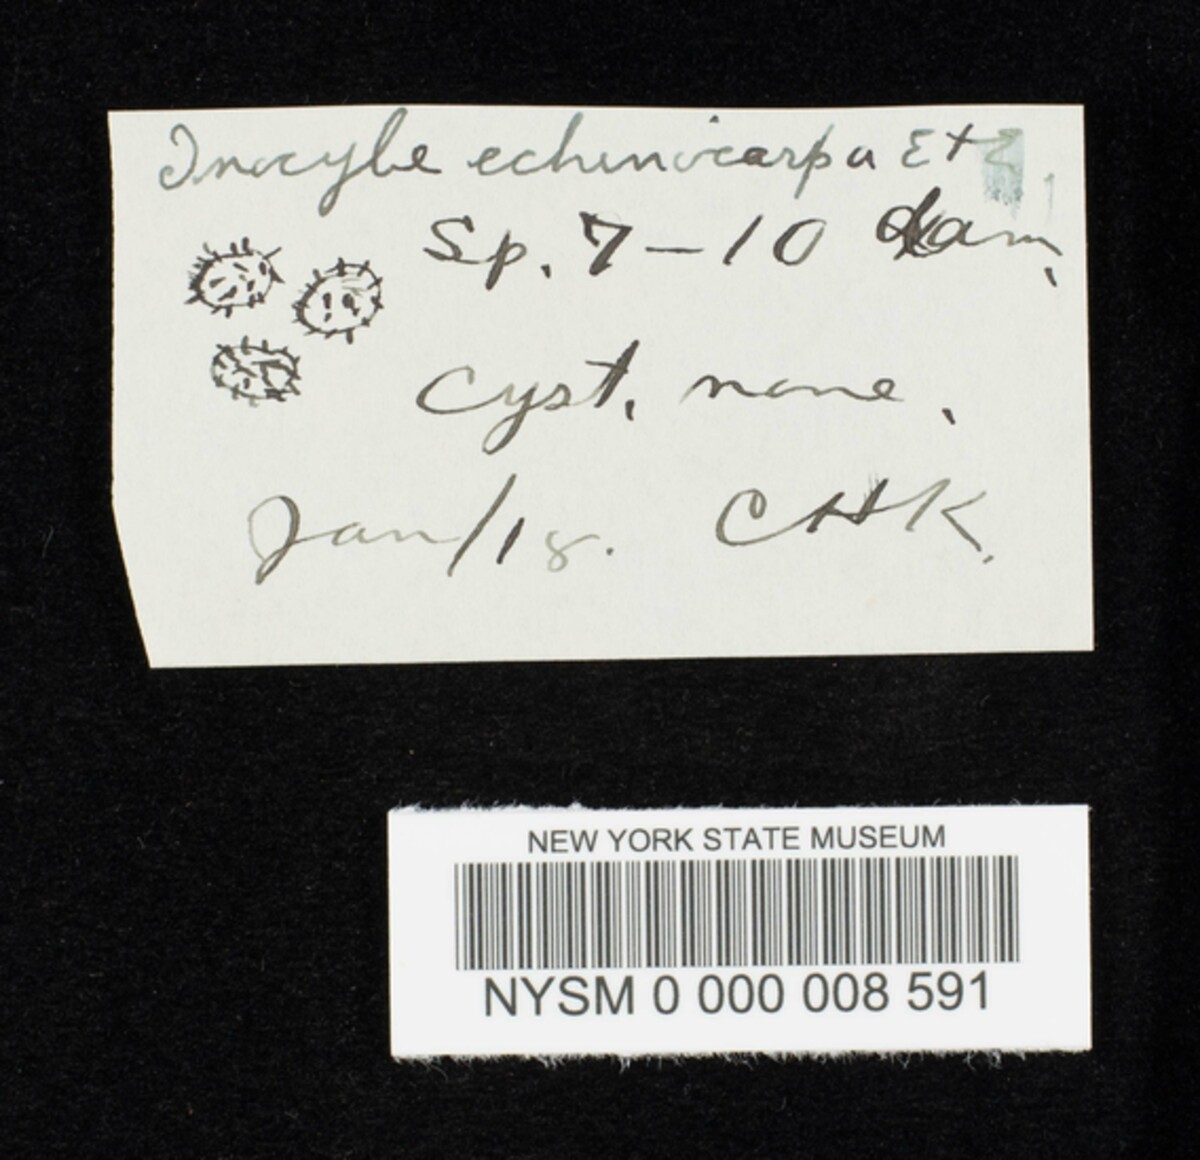 Inocybe echinocarpa E+E
Sp. 7-10 diam.
Cyst. none.
Jan/18. CHK.
NEW YORK STATE MUSEUM
NYSM 0 000 008 591